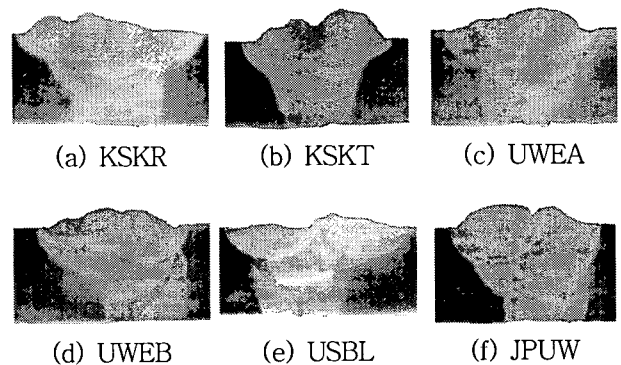 (a) KSKR (b) KSKT (c) UWEA
(d) UWEB (e) USBL (f) JPUW